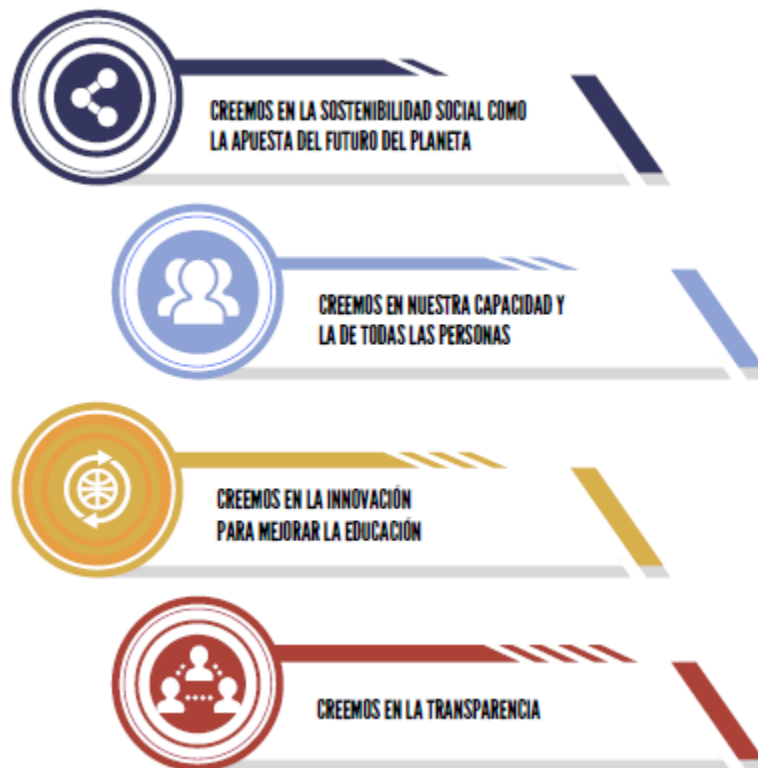 CREEMOS EN LA SOSTENIBILIDAD SOCIAL COMO
LA APUESTA DEL FUTURO DEL PLANETA
CREEMOS EN NUESTRA CAPACIDAD Y
LA DE TODAS LAS PERSONAS
CREEMOS EN LA INNOVACIÓN
PARA MEJORAR LA EDUCACIÓN
CREEMOS EN LA TRANSPARENCIA